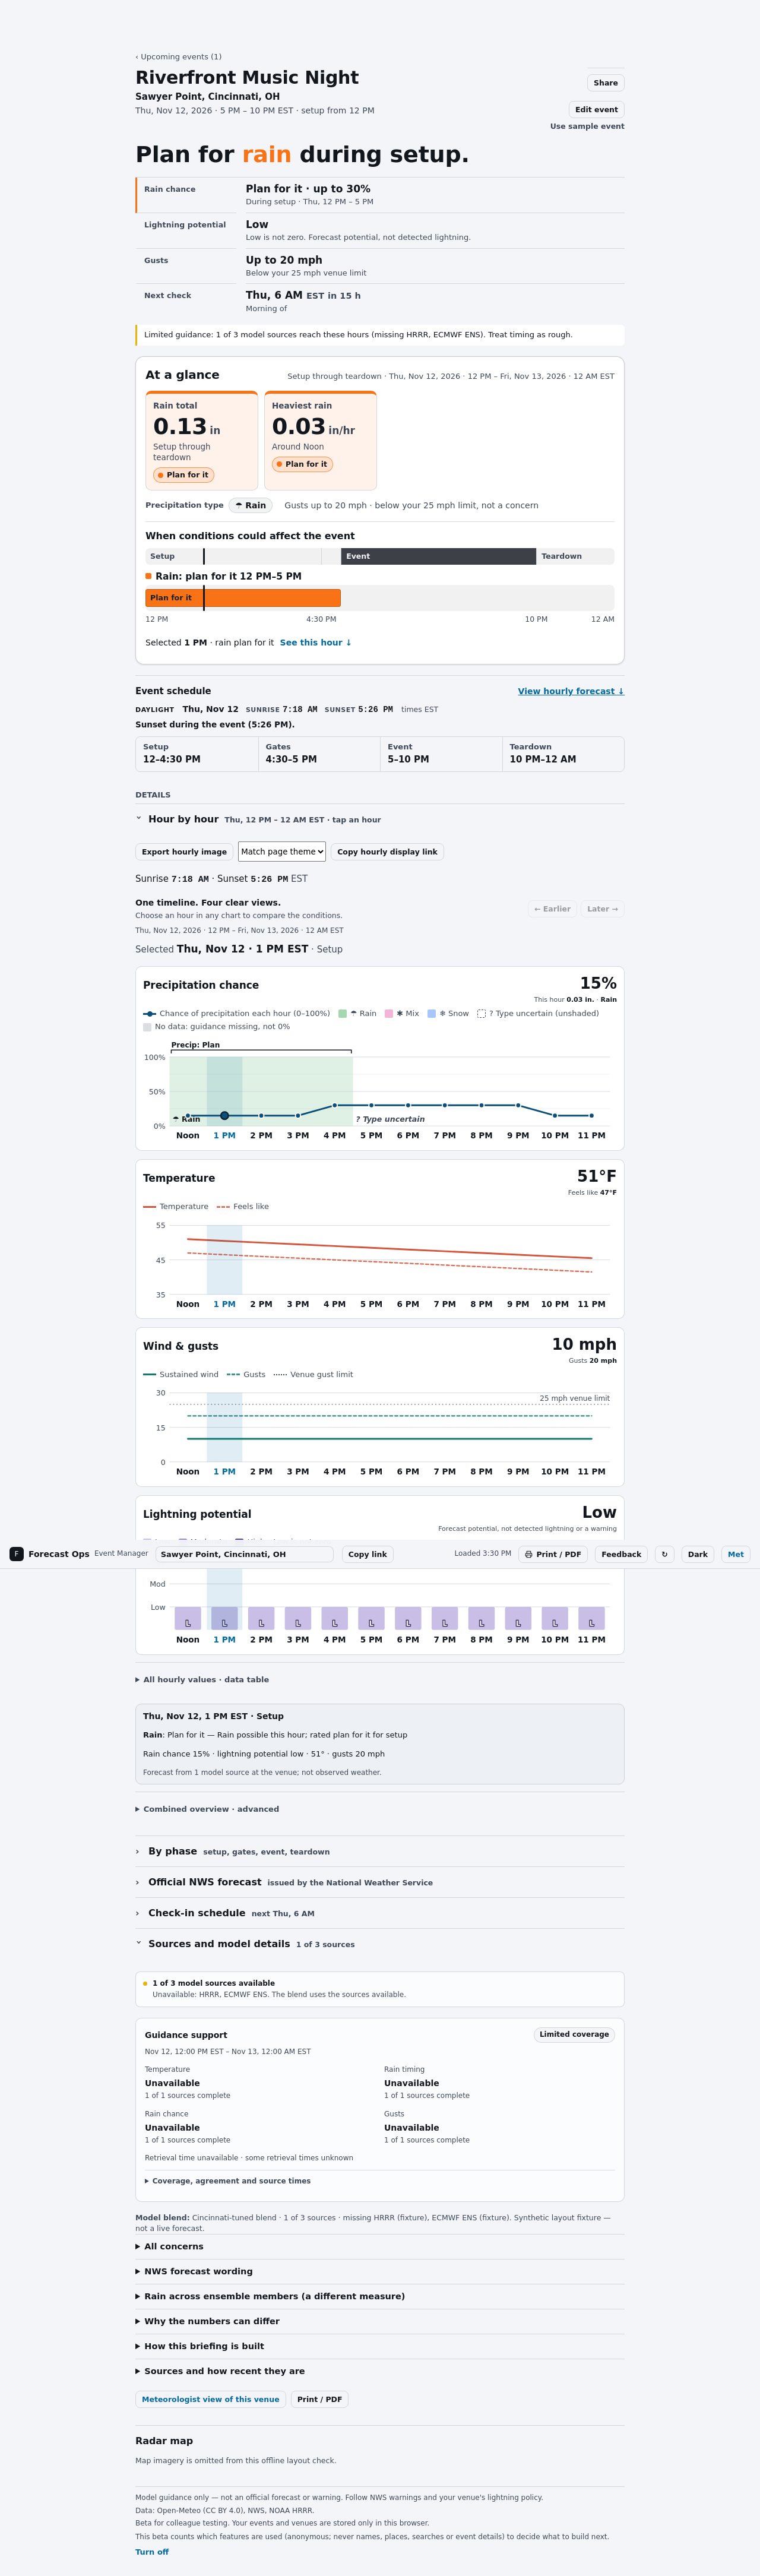 ‹ Upcoming events (1)
Riverfront Music Night
Sawyer Point, Cincinnati, OH
Thu, Nov 12, 2026 · 5 PM – 10 PM EST · setup from 12 PM
Share
Edit event
Use sample event
Plan for rain during setup.
Rain chance
Plan for it · up to 30%
During setup · Thu, 12 PM – 5 PM
Lightning potential
Low
Low is not zero. Forecast potential, not detected lightning.
Gusts
Up to 20 mph
Below your 25 mph venue limit
Next check
Thu, 6 AM EST in 15 h
Morning of
Limited guidance: 1 of 3 model sources reach these hours (missing HRRR, ECMWF ENS). Treat timing as rough.
At a glance
Setup through teardown · Thu, Nov 12, 2026 · 12 PM – Fri, Nov 13, 2026 · 12 AM EST
Rain total
0.13 in
Setup through
teardown
Plan for it
Heaviest rain
0.03 in/hr
Around Noon
Plan for it
Precipitation type ☂ Rain Gusts up to 20 mph · below your 25 mph limit, not a concern
When conditions could affect the event
Setup Event Teardown
Rain: plan for it 12 PM–5 PM
Plan for it
12 PM 4:30 PM 10 PM 12 AM
Selected 1 PM · rain plan for it See this hour ↓
Event schedule
View hourly forecast ↓
DAYLIGHT Thu, Nov 12 SUNRISE 7:18 AM SUNSET 5:26 PM times EST
Sunset during the event (5:26 PM).
Setup
12–4:30 PM
Gates
4:30–5 PM
Event
5–10 PM
Teardown
10 PM–12 AM
DETAILS
Hour by hour Thu, 12 PM – 12 AM EST · tap an hour
Export hourly image Match page theme Copy hourly display link
Sunrise 7:18 AM · Sunset 5:26 PM EST
One timeline. Four clear views.
Choose an hour in any chart to compare the conditions.
← Earlier Later →
Thu, Nov 12, 2026 · 12 PM – Fri, Nov 13, 2026 · 12 AM EST
Selected Thu, Nov 12 · 1 PM EST · Setup
Precipitation chance
15%
This hour 0.03 in. · Rain
Chance of precipitation each hour (0–100%) ☂ Rain ✱ Mix ❄ Snow ? Type uncertain (unshaded)
No data: guidance missing, not 0%
Precip: Plan
100%
50%
0%
☂ Rain
? Type uncertain
Noon 1 PM 2 PM 3 PM 4 PM 5 PM 6 PM 7 PM 8 PM 9 PM 10 PM 11 PM
Temperature
51°F
Feels like 47°F
Temperature Feels like
55
45
35
Noon 1 PM 2 PM 3 PM 4 PM 5 PM 6 PM 7 PM 8 PM 9 PM 10 PM 11 PM
Wind & gusts
10 mph
Gusts 20 mph
Sustained wind Gusts Venue gust limit
30
25 mph venue limit
15
0
Noon 1 PM 2 PM 3 PM 4 PM 5 PM 6 PM 7 PM 8 PM 9 PM 10 PM 11 PM
Lightning potential
Low
Forecast potential, not detected lightning or a warning
Forecast Ops Event Manager Sawyer Point, Cincinnati, OH Copy link Loaded 3:30 PM Print / PDF Feedback ↻ Dark Met
Mod
Low
L L L L L L L L L L L L
Noon 1 PM 2 PM 3 PM 4 PM 5 PM 6 PM 7 PM 8 PM 9 PM 10 PM 11 PM
All hourly values · data table
Thu, Nov 12, 1 PM EST · Setup
Rain: Plan for it — Rain possible this hour; rated plan for it for setup
Rain chance 15% · lightning potential low · 51° · gusts 20 mph
Forecast from 1 model source at the venue; not observed weather.
Combined overview · advanced
By phase setup, gates, event, teardown
Official NWS forecast issued by the National Weather Service
Check-in schedule next Thu, 6 AM
Sources and model details 1 of 3 sources
1 of 3 model sources available
Unavailable: HRRR, ECMWF ENS. The blend uses the sources available.
Guidance support
Limited coverage
Nov 12, 12:00 PM EST – Nov 13, 12:00 AM EST
Temperature
Unavailable
1 of 1 sources complete
Rain timing
Unavailable
1 of 1 sources complete
Rain chance
Unavailable
1 of 1 sources complete
Gusts
Unavailable
1 of 1 sources complete
Retrieval time unavailable · some retrieval times unknown
Coverage, agreement and source times
Model blend: Cincinnati-tuned blend · 1 of 3 sources · missing HRRR (fixture), ECMWF ENS (fixture). Synthetic layout fixture —
not a live forecast.
All concerns
NWS forecast wording
Rain across ensemble members (a different measure)
Why the numbers can differ
How this briefing is built
Sources and how recent they are
Meteorologist view of this venue Print / PDF
Radar map
Map imagery is omitted from this offline layout check.
Model guidance only — not an official forecast or warning. Follow NWS warnings and your venue's lightning policy.
Data: Open-Meteo (CC BY 4.0), NWS, NOAA HRRR.
Beta for colleague testing. Your events and venues are stored only in this browser.
This beta counts which features are used (anonymous; never names, places, searches or event details) to decide what to build next.
Turn off